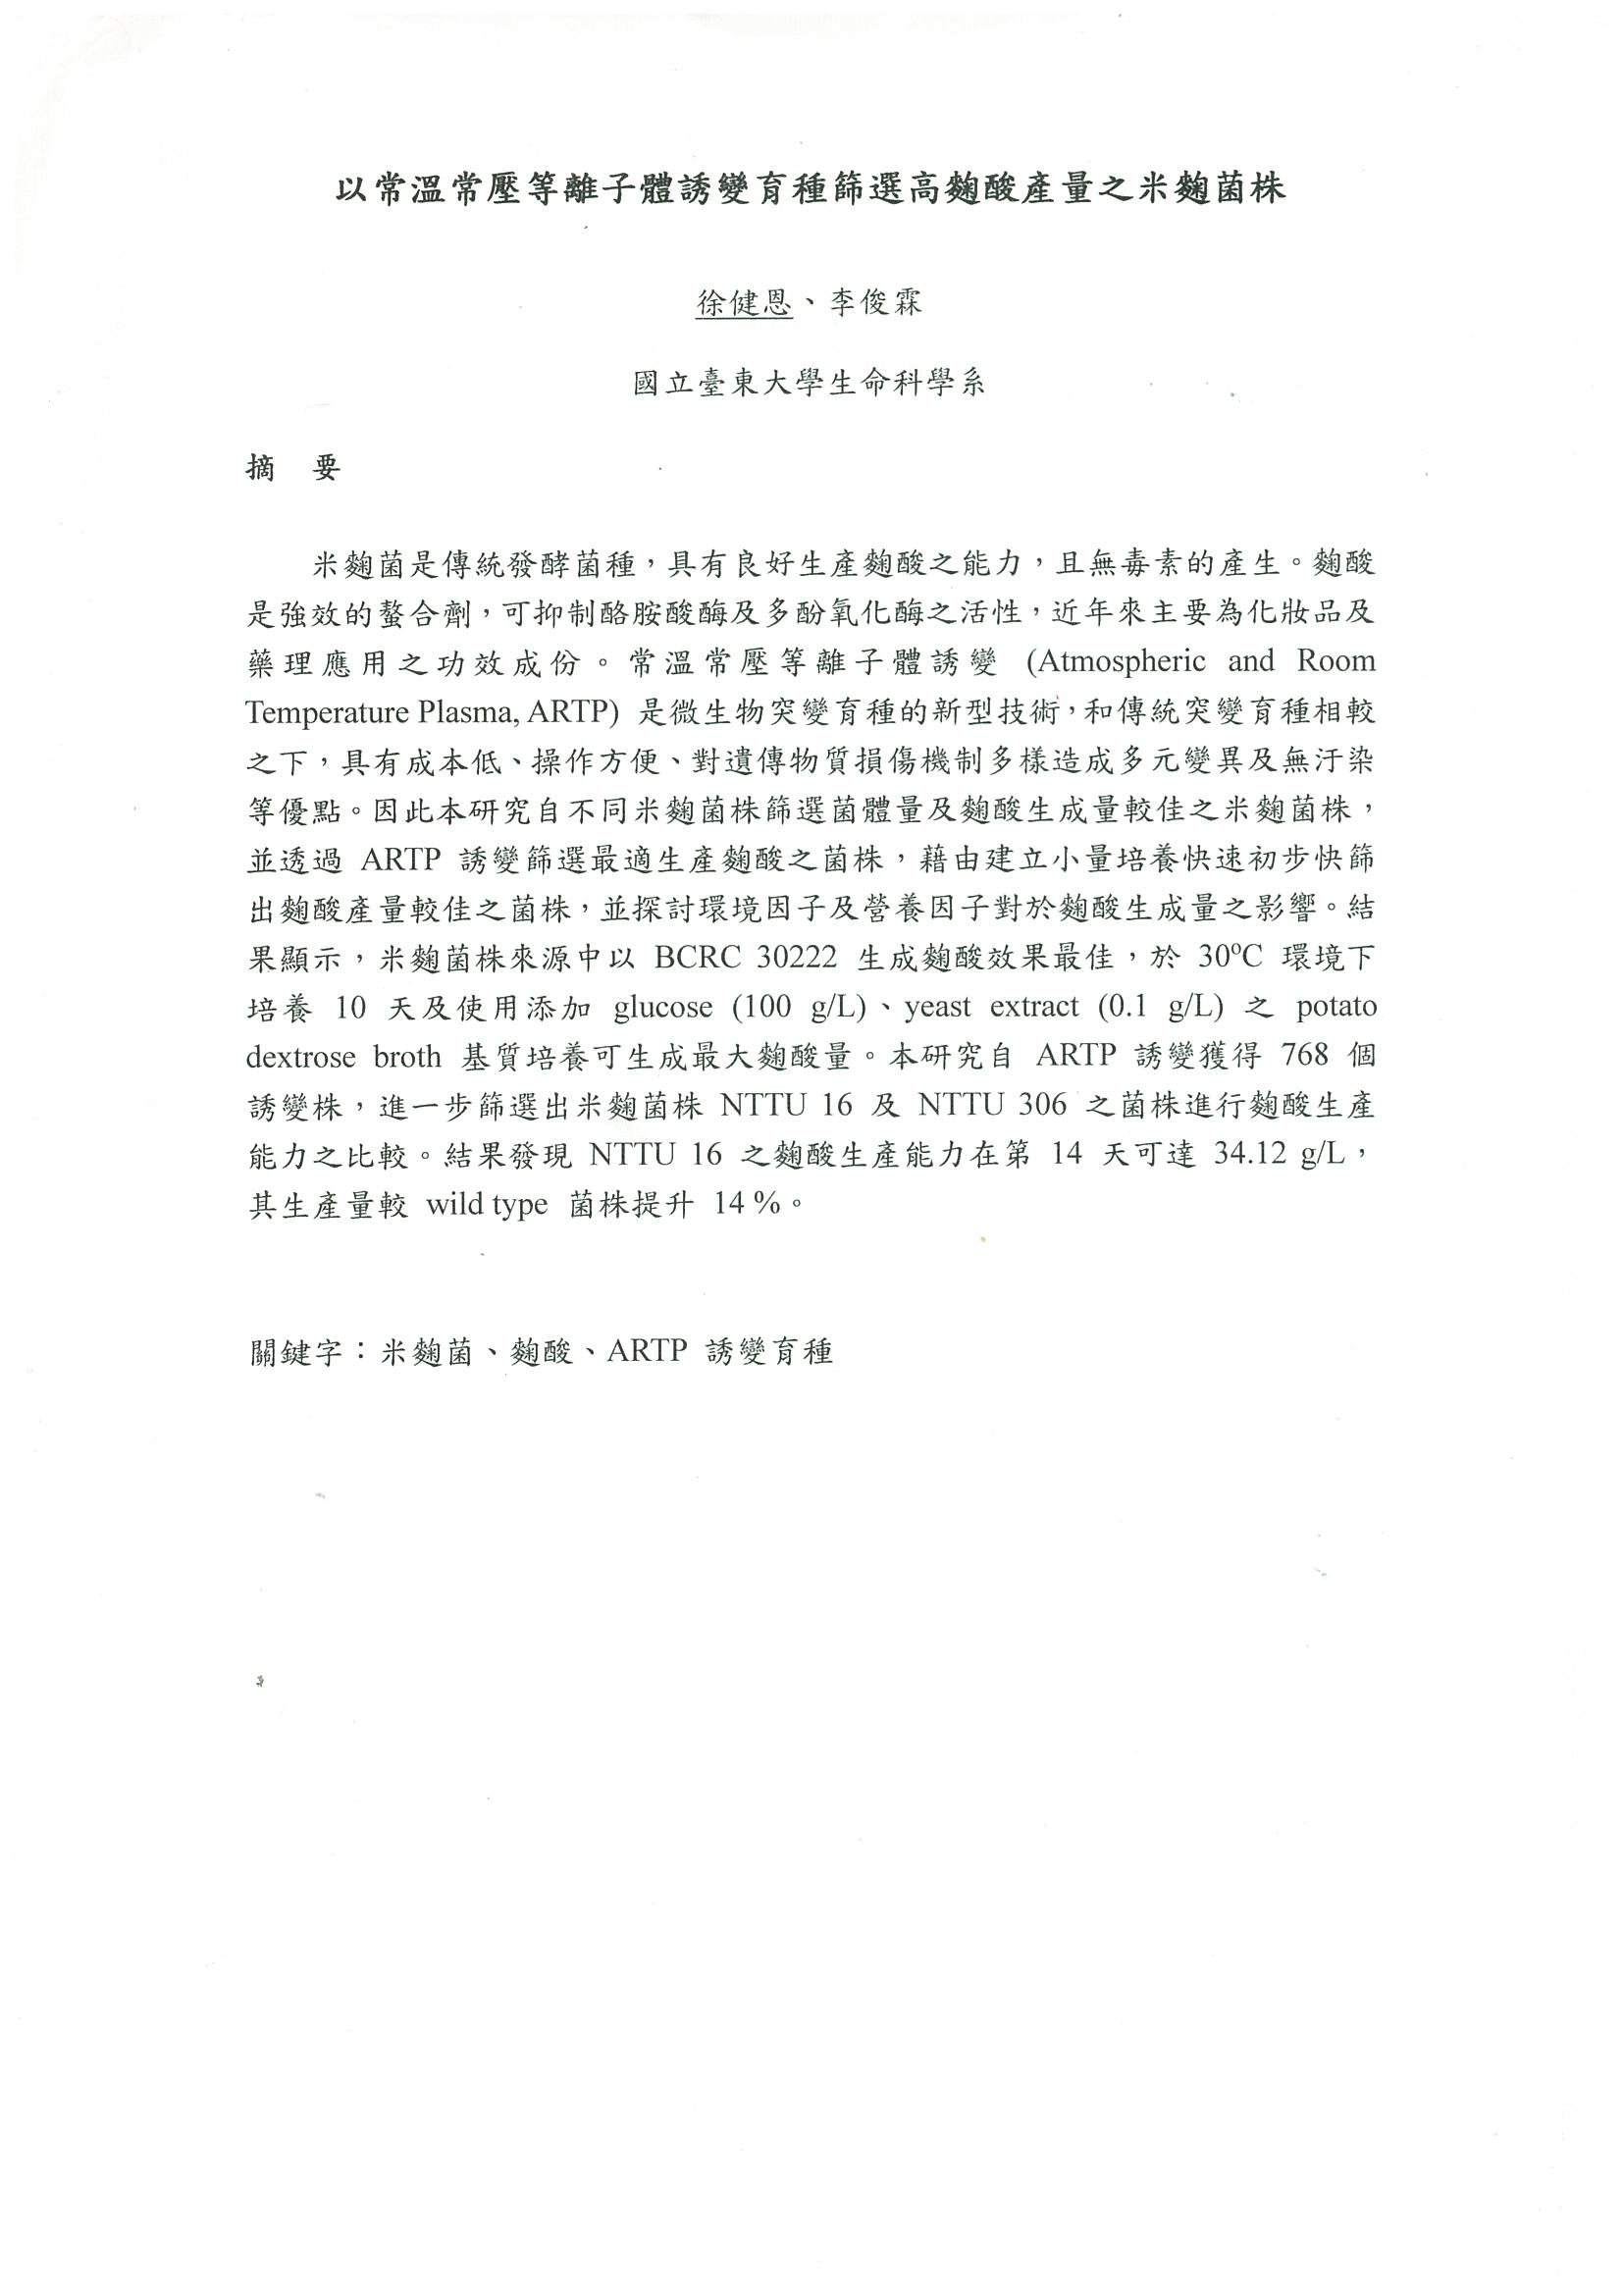 以常溫常壓等離子體誘變育種篩選高麴酸產量之米麴菌株
徐健恩、李俊霖
國立臺東大學生命科學系
摘 要
米麴菌是傳統發酵菌種，具有良好生產麴酸之能力，且無毒素的產生。麴酸
是強效的螯合劑，可抑制酪胺酸酶及多酚氧化酶之活性，近年來主要為化妝品及
藥理應用之功效成份。常溫常壓等離子體誘變 (Atmospheric and Room
Temperature Plasma, ARTP) 是微生物突變育種的新型技術，和傳統突變育種相較
之下，具有成本低、操作方便、對遺傳物質損傷機制多樣造成多元變異及無汙染
等優點。因此本研究自不同米麴菌株篩選菌體量及麴酸生成量較佳之米麴菌株，
並透過 ARTP 誘變篩選最適生產麴酸之菌株，藉由建立小量培養快速初步快篩
出麴酸產量較佳之菌株，並探討環境因子及營養因子對於麴酸生成量之影響。結
果顯示，米麴菌株來源中以 BCRC 30222 生成麴酸效果最佳，於 30ºC 環境下
培養 10 天及使用添加 glucose (100 g/L)、yeast extract (0.1 g/L) 之 potato
dextrose broth 基質培養可生成最大麴酸量。本研究自 ARTP 誘變獲得 768 個
誘變株，進一步篩選出米麴菌株 NTTU 16 及 NTTU 306 之菌株進行麴酸生產
能力之比較。結果發現 NTTU 16 之麴酸生產能力在第 14 天可達 34.12 g/L，
其生產量較 wild type 菌株提升 14 %。
關鍵字：米麴菌、麴酸、ARTP 誘變育種